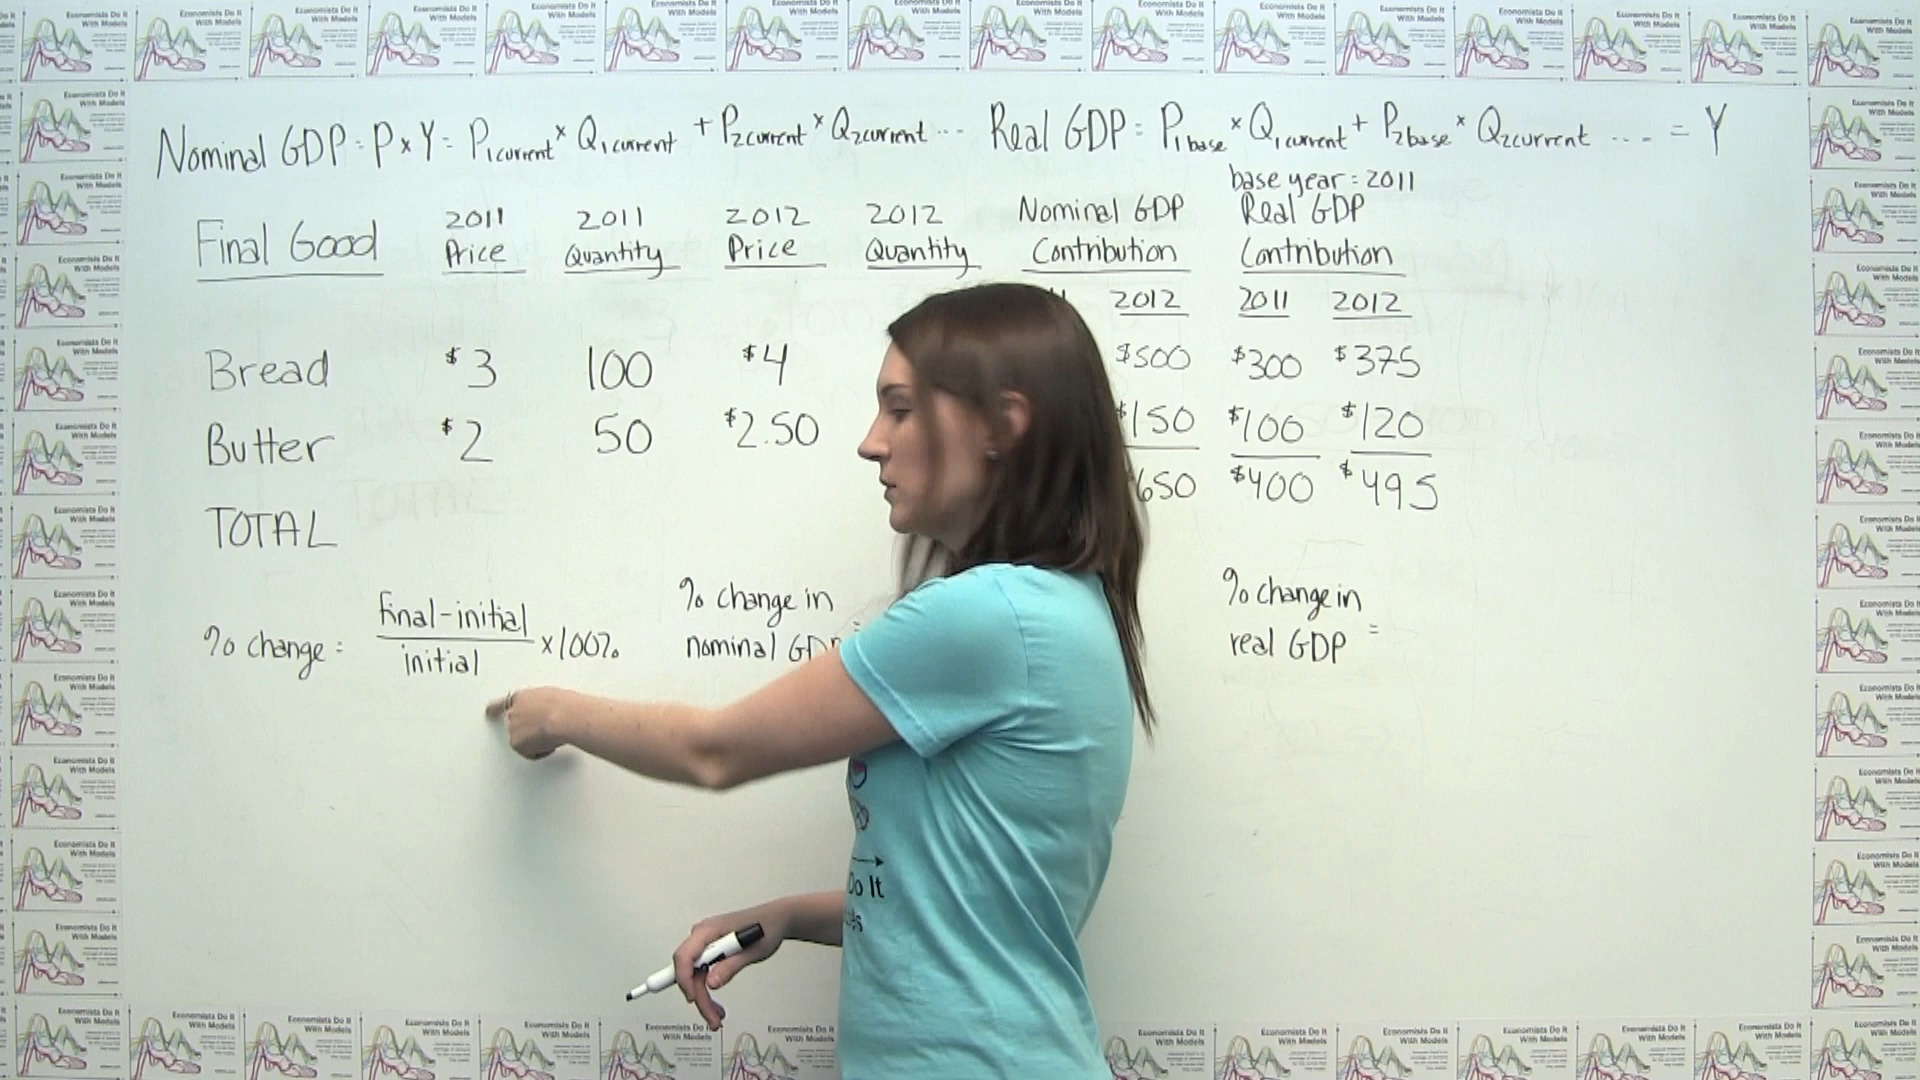 Nominal GDP = P × Y = P1current × Q1current + P2current × Q2current ... Real GDP = P1base × Q1current + P2base × Q2current .... = Y
base year = 2011
Final Good 2011 Price 2011 Quantity 2012 Price 2012 Quantity Nominal GDP Contribution Real GDP Contribution
2012 2011 2012
Bread $3 100 $4 $500 $300 $375
Butter $2 50 $2.50 $150 $100 $120
TOTAL 650 $400 $495
% change = final-initial / initial × 100%
% change in nominal GDP =
% change in real GDP =
Do It
Economists Do It
With Models